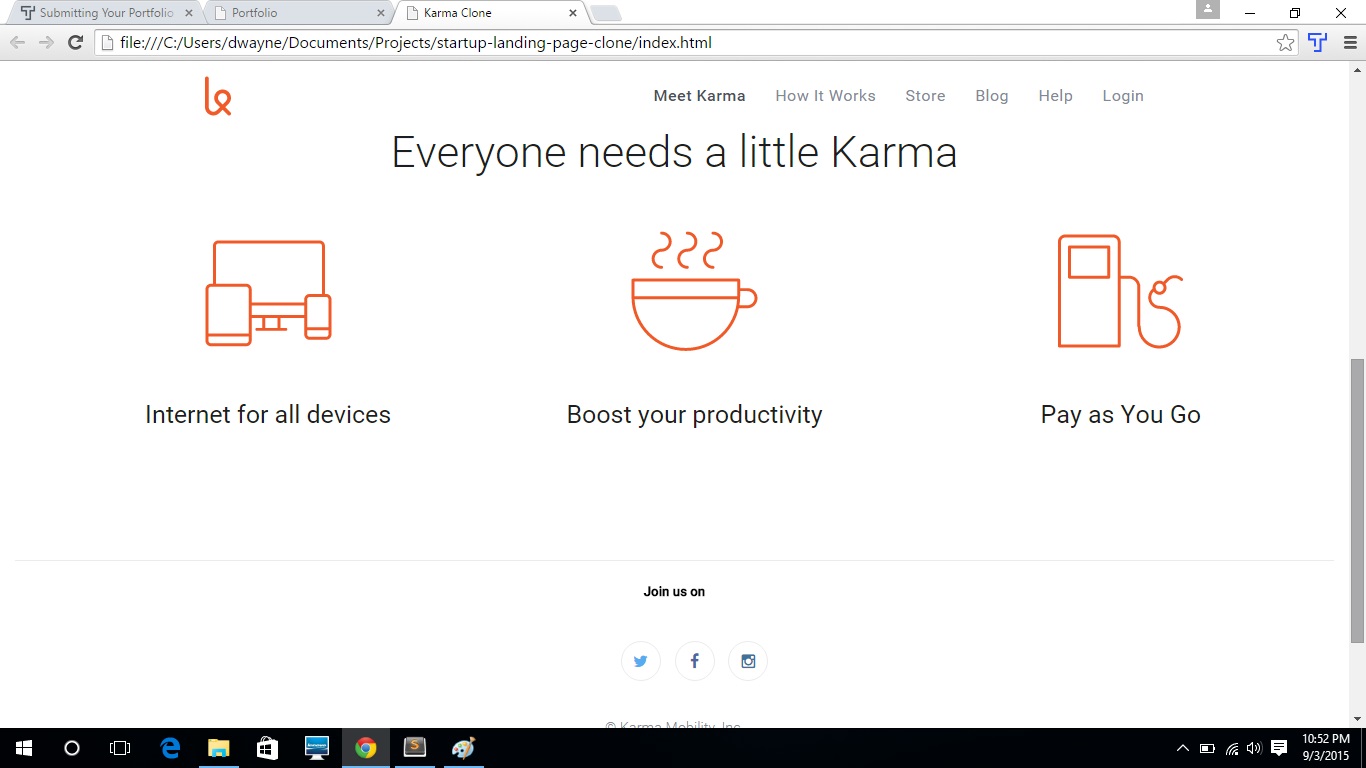 Submitting Your Portfolio
Portfolio
Karma Clone
file:///C:/Users/dwayne/Documents/Projects/startup-landing-page-clone/index.html
Meet Karma How It Works Store Blog Help Login
Everyone needs a little Karma
Internet for all devices Boost your productivity Pay as You Go
Join us on
© Karma Mobility, Inc.
10:52 PM
9/3/2015